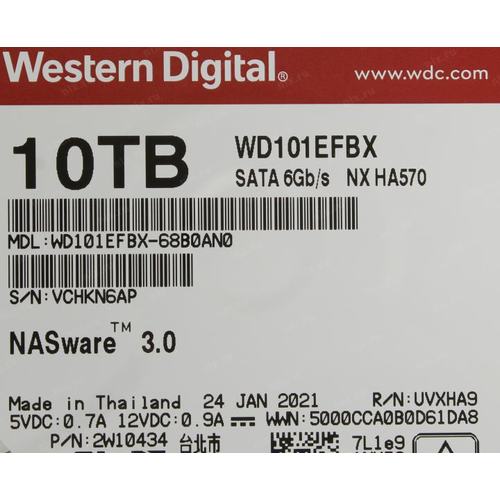 Western Digital® www.wdc.com
10TB WD101EFBX
SATA 6Gb/s NX HA570
MDL:WD101EFBX-68B0AN0
S/N:VCHKN6AP
NASware™ 3.0
Made in Thailand 24 JAN 2021 R/N:UVXHA9
5VDC:0.7A 12VDC:0.9A ⎓ WWN:5000CCA0B0D61DA8
P/N:2W10434 台北市 7L1e9